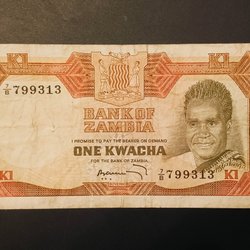 K1 K1
7/B 799313
BANK OF
ZAMBIA
I PROMISE TO PAY THE BEARER ON DEMAND
ONE KWACHA
FOR THE BANK OF ZAMBIA
7/B 799313
K1 K1